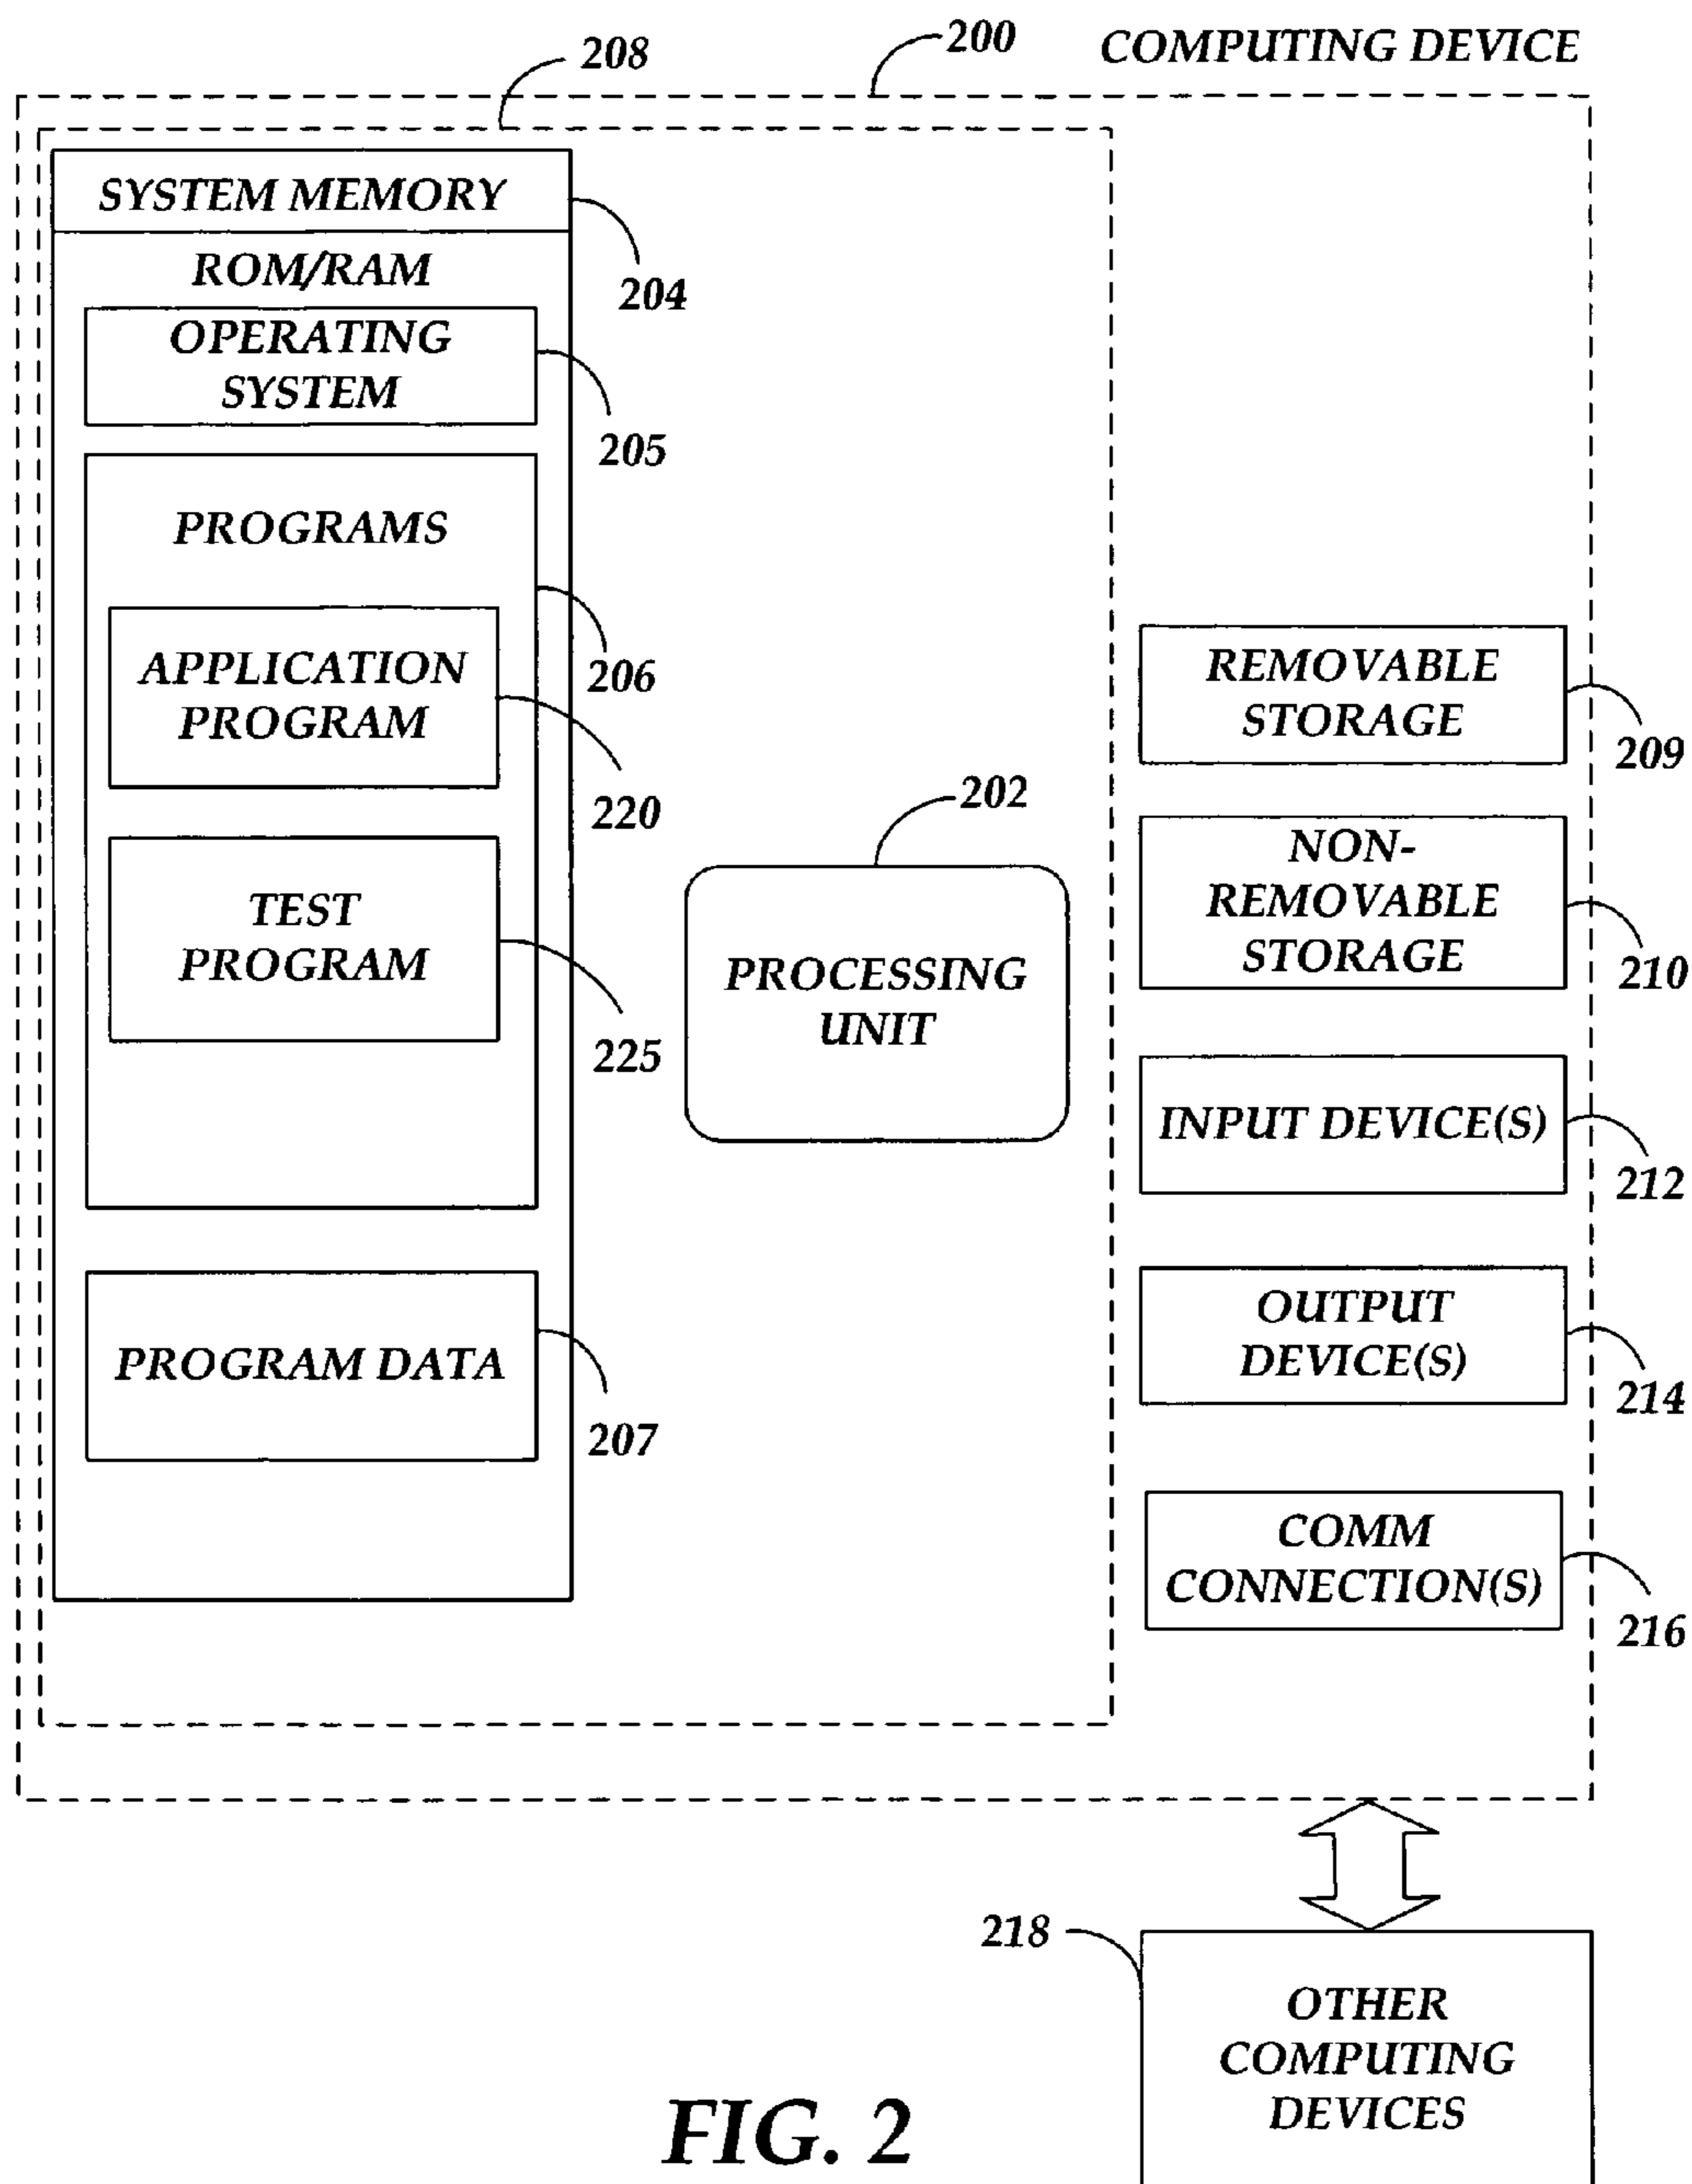 200
COMPUTING DEVICE
208
SYSTEM MEMORY
ROM/RAM
204
OPERATING
SYSTEM
205
PROGRAMS
206
APPLICATION
PROGRAM
220
TEST
PROGRAM
225
PROGRAM DATA
207
202
PROCESSING
UNIT
REMOVABLE
STORAGE
209
NON-
REMOVABLE
STORAGE
210
INPUT DEVICE(S)
212
OUTPUT
DEVICE(S)
214
COMM
CONNECTION(S)
216
218
OTHER
COMPUTING
DEVICES
FIG. 2